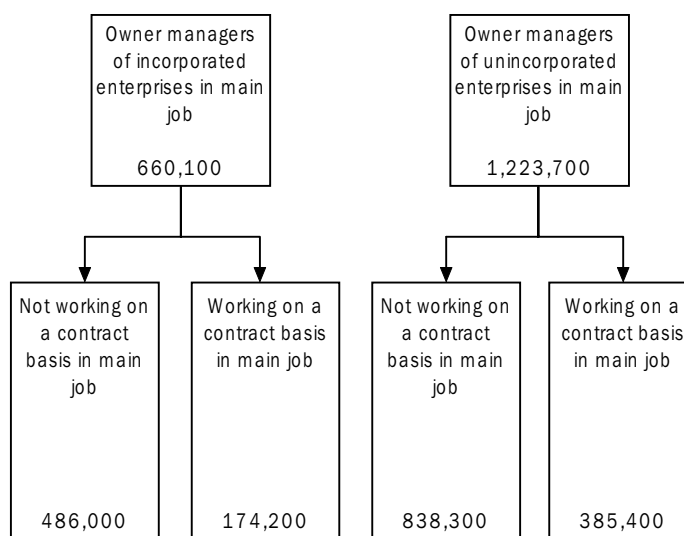 Owner managers
of incorporated
enterprises in main
job
660,100
Owner managers
of unincorporated
enterprises in main
job
1,223,700
Not working on
a contract
basis in main
job
486,000
Working on a
contract basis
in main job
174,200
Not working on
a contract
basis in main
job
838,300
Working on a
contract basis
in main job
385,400